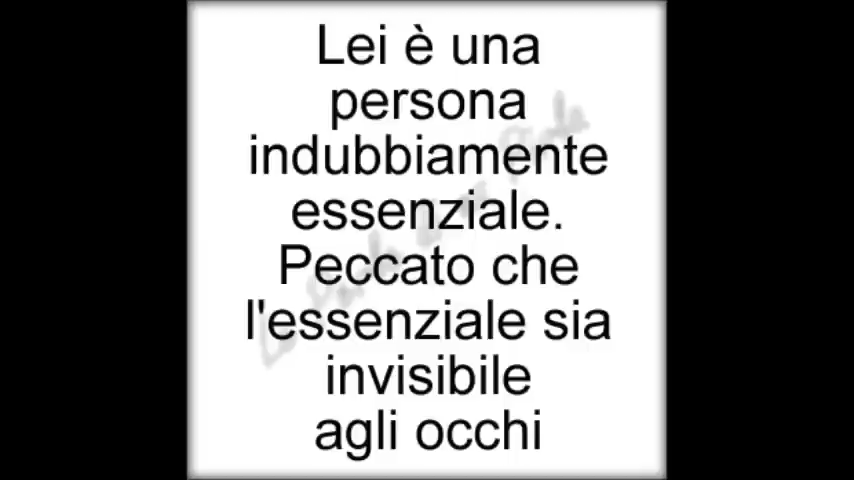 Lei è una
persona
indubbiamente
essenziale.
Peccato che
l'essenziale sia
invisibile
agli occhi